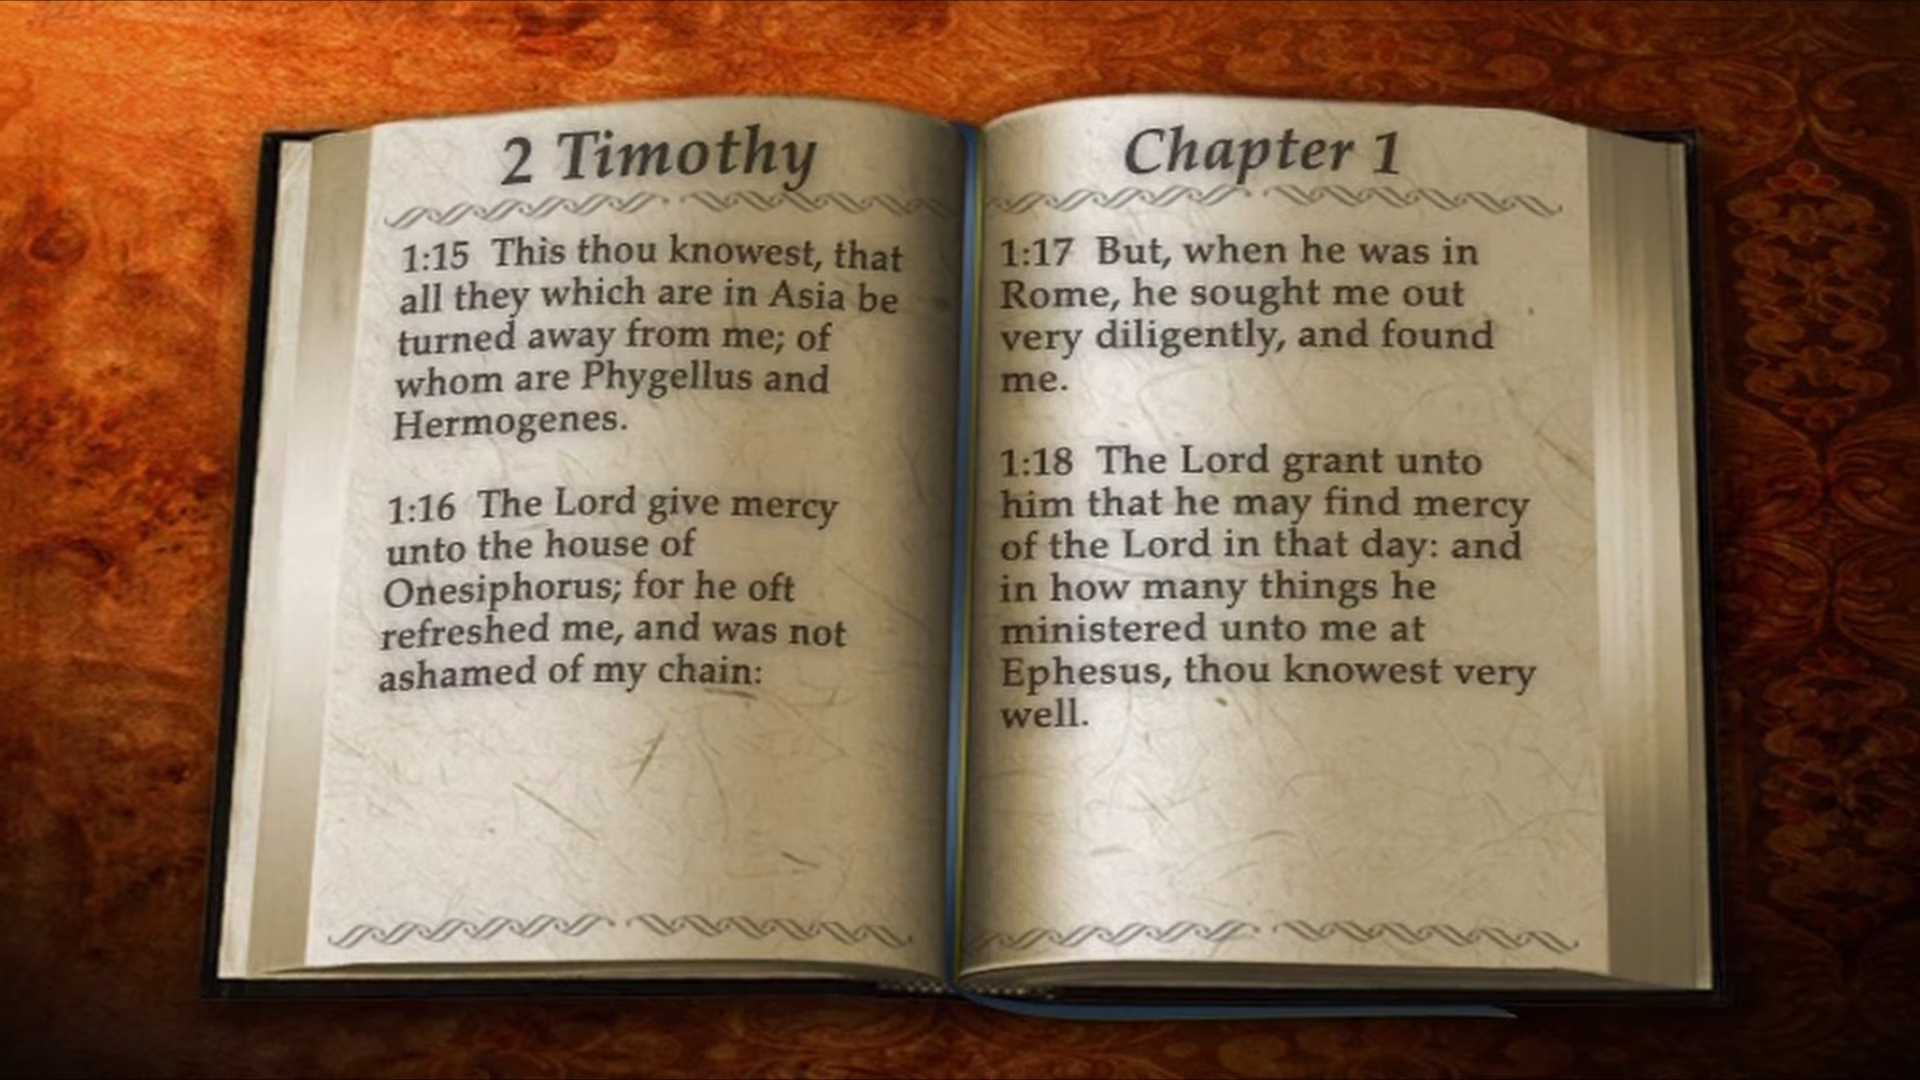 2 Timothy
1:15 This thou knowest, that
all they which are in Asia be
turned away from me; of
whom are Phygellus and
Hermogenes.
1:16 The Lord give mercy
unto the house of
Onesiphorus; for he oft
refreshed me, and was not
ashamed of my chain:
Chapter 1
1:17 But, when he was in
Rome, he sought me out
very diligently, and found
me.
1:18 The Lord grant unto
him that he may find mercy
of the Lord in that day: and
in how many things he
ministered unto me at
Ephesus, thou knowest very
well.